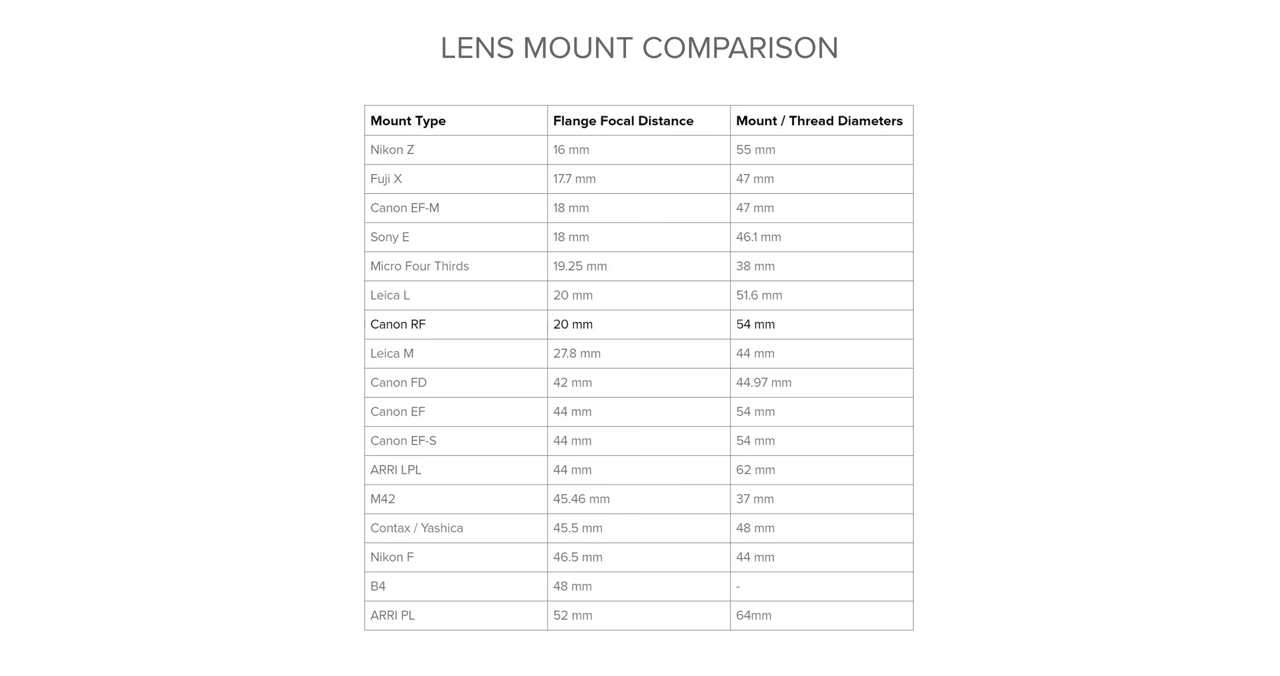 LENS MOUNT COMPARISON
Mount Type Flange Focal Distance Mount / Thread Diameters
Nikon Z 16 mm 55 mm
Fuji X 17.7 mm 47 mm
Canon EF-M 18 mm 47 mm
Sony E 18 mm 46.1 mm
Micro Four Thirds 19.25 mm 38 mm
Leica L 20 mm 51.6 mm
Canon RF 20 mm 54 mm
Leica M 27.8 mm 44 mm
Canon FD 42 mm 44.97 mm
Canon EF 44 mm 54 mm
Canon EF-S 44 mm 54 mm
ARRI LPL 44 mm 62 mm
M42 45.46 mm 37 mm
Contax / Yashica 45.5 mm 48 mm
Nikon F 46.5 mm 44 mm
B4 48 mm -
ARRI PL 52 mm 64mm